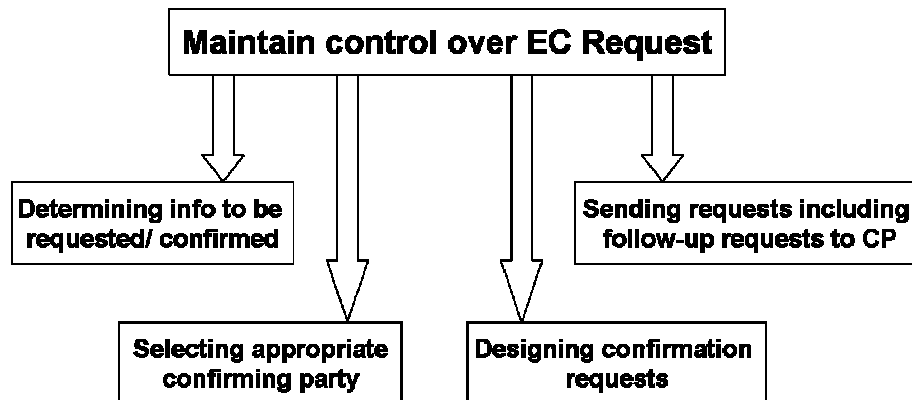 Maintain control over EC Request
Determining info to be
requested/ confirmed
Sending requests including
follow-up requests to CP
Selecting appropriate
confirming party
Designing confirmation
requests